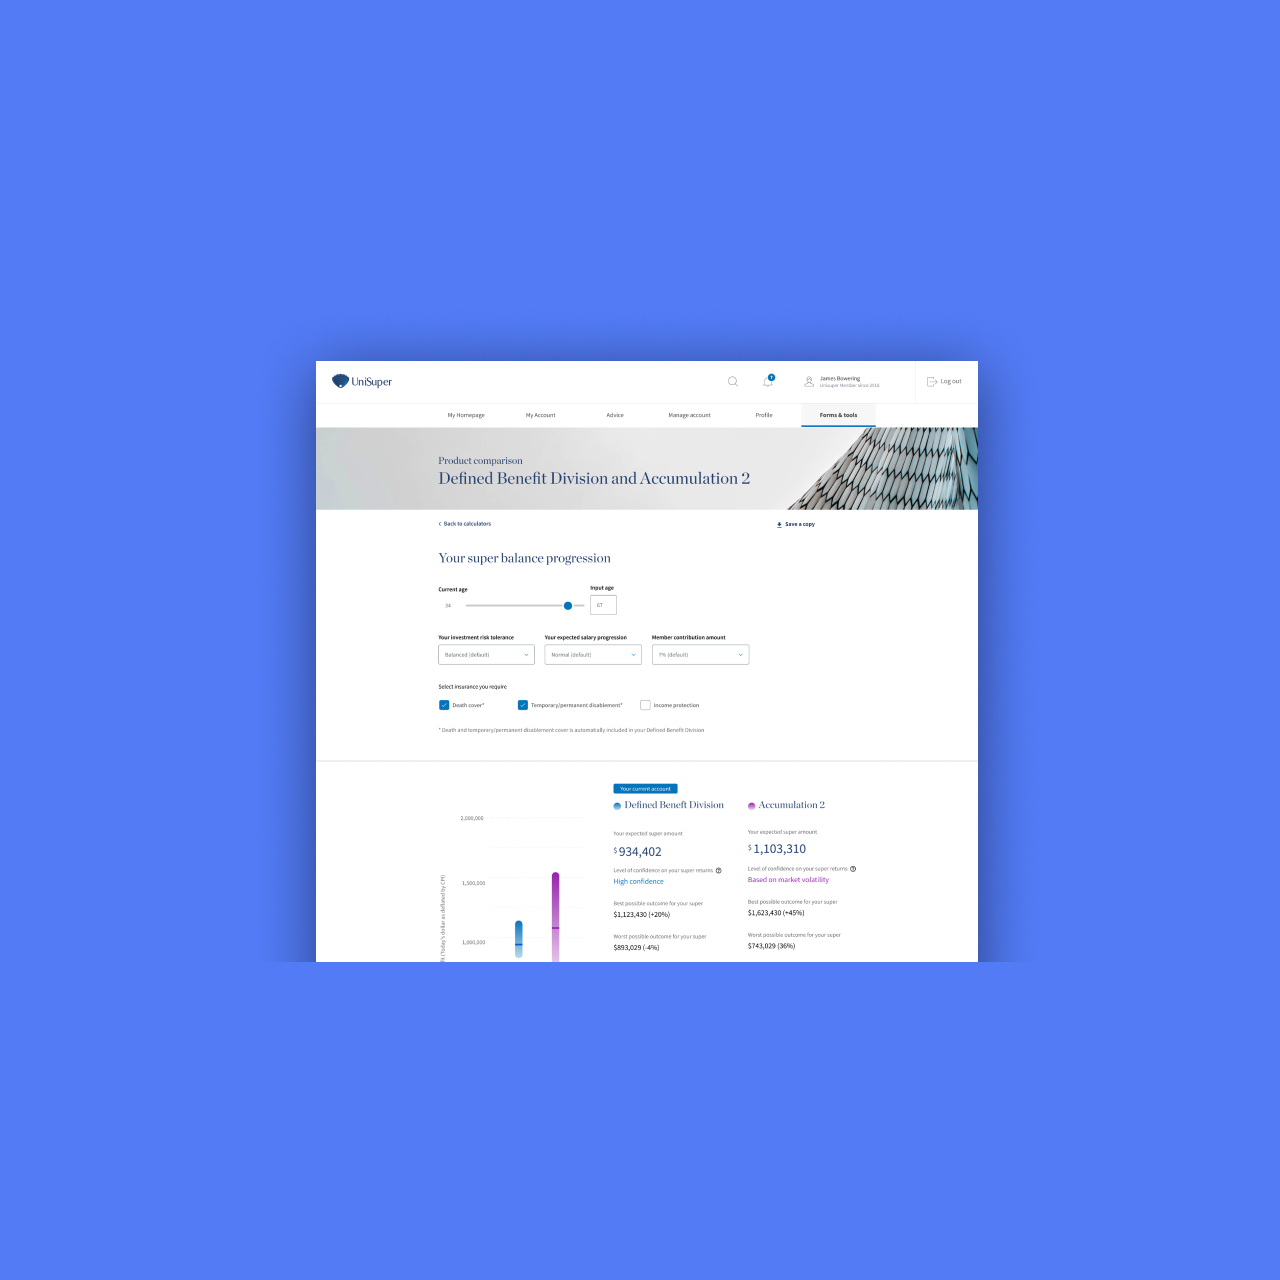 UniSuper
7
James Bowering
Unisuper Member since 2018
Log out
My Homepage My Account Advice Manage account Profile Forms & tools
Product comparison
Defined Benefit Division and Accumulation 2
Back to calculators
Save a copy
Your super balance progression
Current age
Input age
34
67
Your investment risk tolerance Your expected salary progression Member contribution amount
Balanced (default) Normal (default) 7% (default)
Select insurance you require
Death cover* Temporary/permanent disablement* Income protection
* Death and temporary/permanent disablement cover is automatically included in your Defined Benefit Division
2,000,000
1,500,000
1,000,000
(Today's dollar as deflated by CPI)
Your current account
Defined Beneft Division
Your expected super amount
$ 934,402
Level of confidence on your super returns ?
High confidence
Best possible outcome for your super
$1,123,430 (+20%)
Worst possible outcome for your super
$893,029 (-4%)
Accumulation 2
Your expected super amount
$ 1,103,310
Level of confidence on your super returns ?
Based on market volatility
Best possible outcome for your super
$1,623,430 (+45%)
Worst possible outcome for your super
$743,029 (36%)